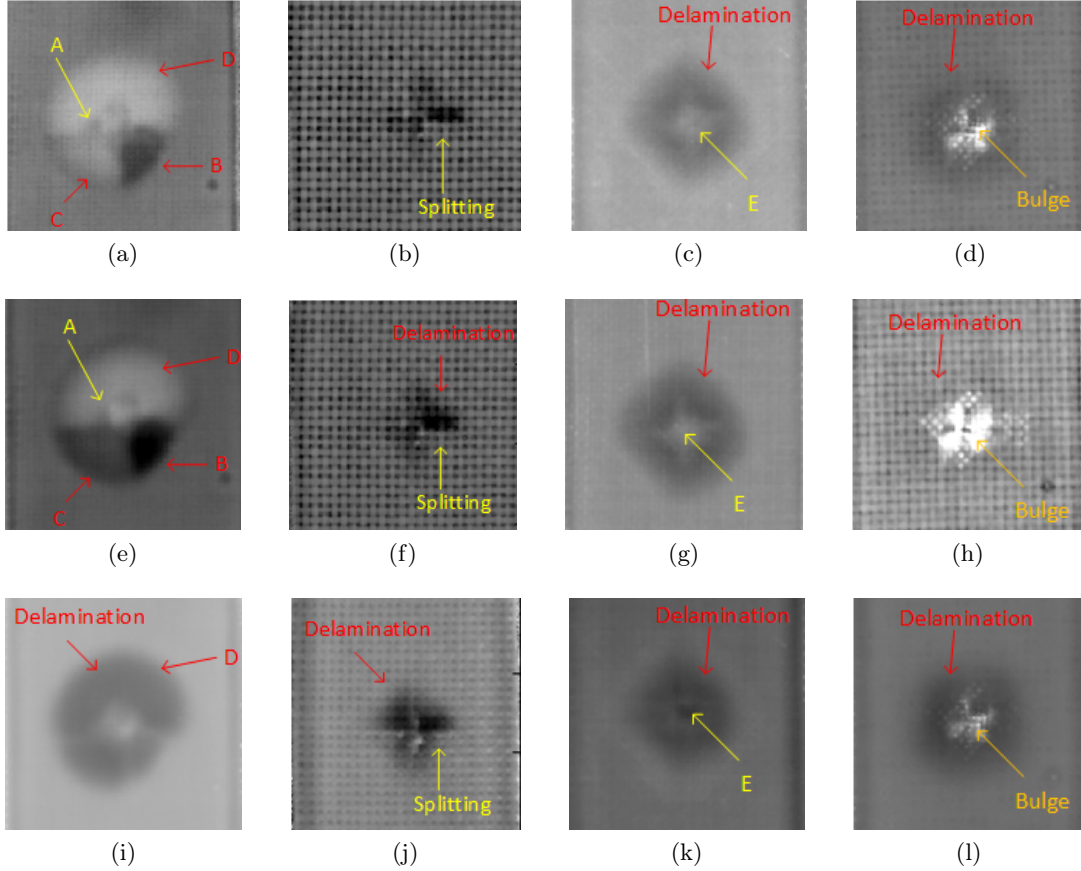 A
D
B
C
(a)
Splitting
(b)
Delamination
E
(c)
Delamination
Bulge
(d)
A
D
B
C
(e)
Delamination
Splitting
(f)
Delamination
E
(g)
Delamination
Bulge
(h)
Delamination
D
(i)
Delamination
Splitting
(j)
Delamination
E
(k)
Delamination
Bulge
(l)